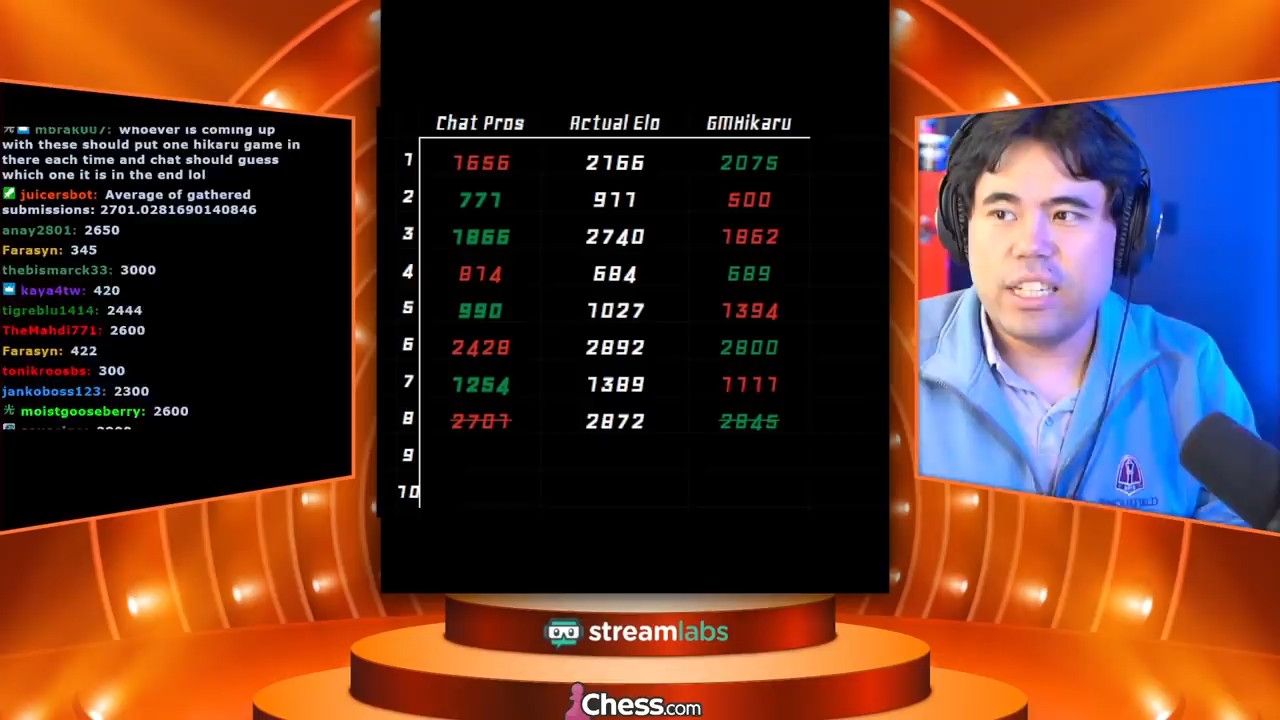 mbrak007: whoever is coming up
with these should put one hikaru game in
there each time and chat should guess
which one it is in the end lol
juicersbot: Average of gathered
submissions: 2701.0281690140846
anay2801: 2650
Farasyn: 345
thebismarck33: 3000
kaya4tw: 420
tigreblu1414: 2444
TheMahdi771: 2600
Farasyn: 422
tonikroosbs: 300
jankoboss123: 2300
moistgooseberry: 2600
Chat Pros Actual Elo GMHikaru
1 1656 2166 2075
2 771 911 500
3 1866 2740 1862
4 814 684 689
5 990 1027 1394
6 2428 2892 2800
7 1254 1389 1111
8 2701 2872 2845
9
10
streamlabs
Chess.com